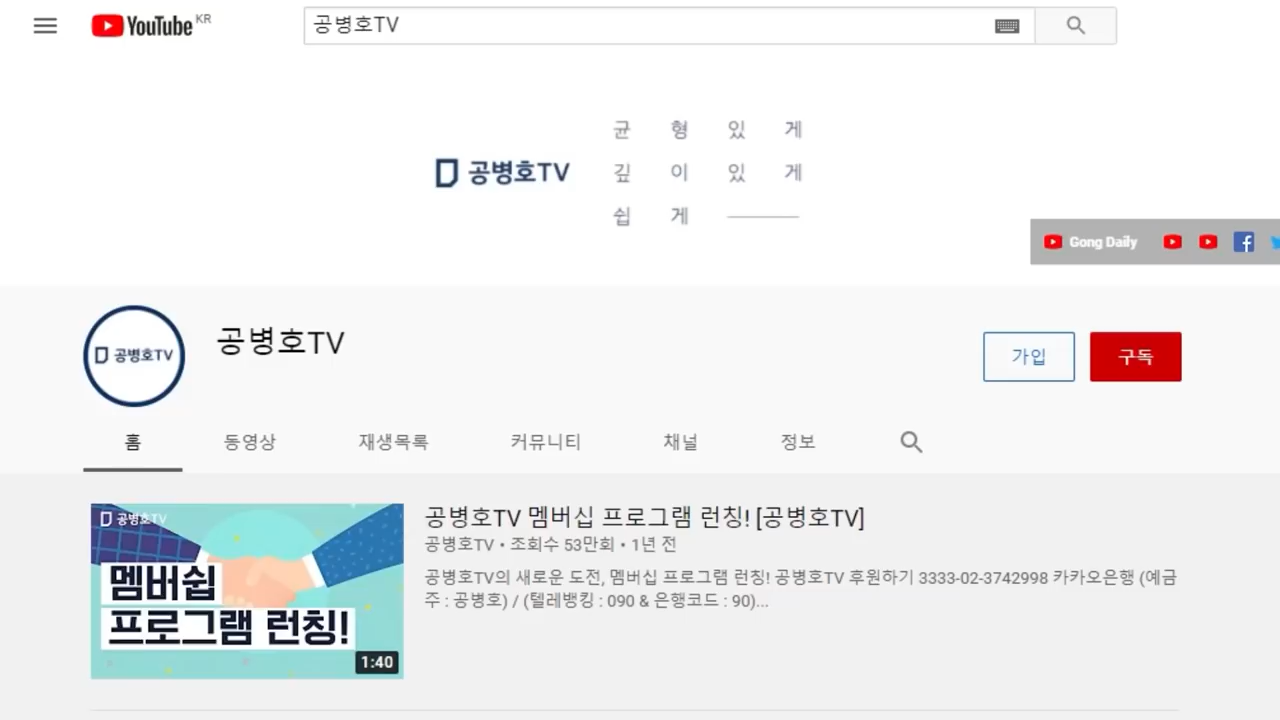 YouTube KR
공병호TV
균 형 있 게
공병호TV
깊 이 있 게
쉽 게
Gong Daily
공병호TV
공병호TV
가입
구독
홈 동영상 재생목록 커뮤니티 채널 정보
공병호TV
멤버쉽
프로그램 런칭!
1:40
공병호TV 멤버십 프로그램 런칭! [공병호TV]
공병호TV • 조회수 53만회 • 1년 전
공병호TV의 새로운 도전, 멤버십 프로그램 런칭! 공병호TV 후원하기 3333-02-3742998 카카오은행 (예금
주 : 공병호) / (텔레뱅킹 : 090 & 은행코드 : 90)...